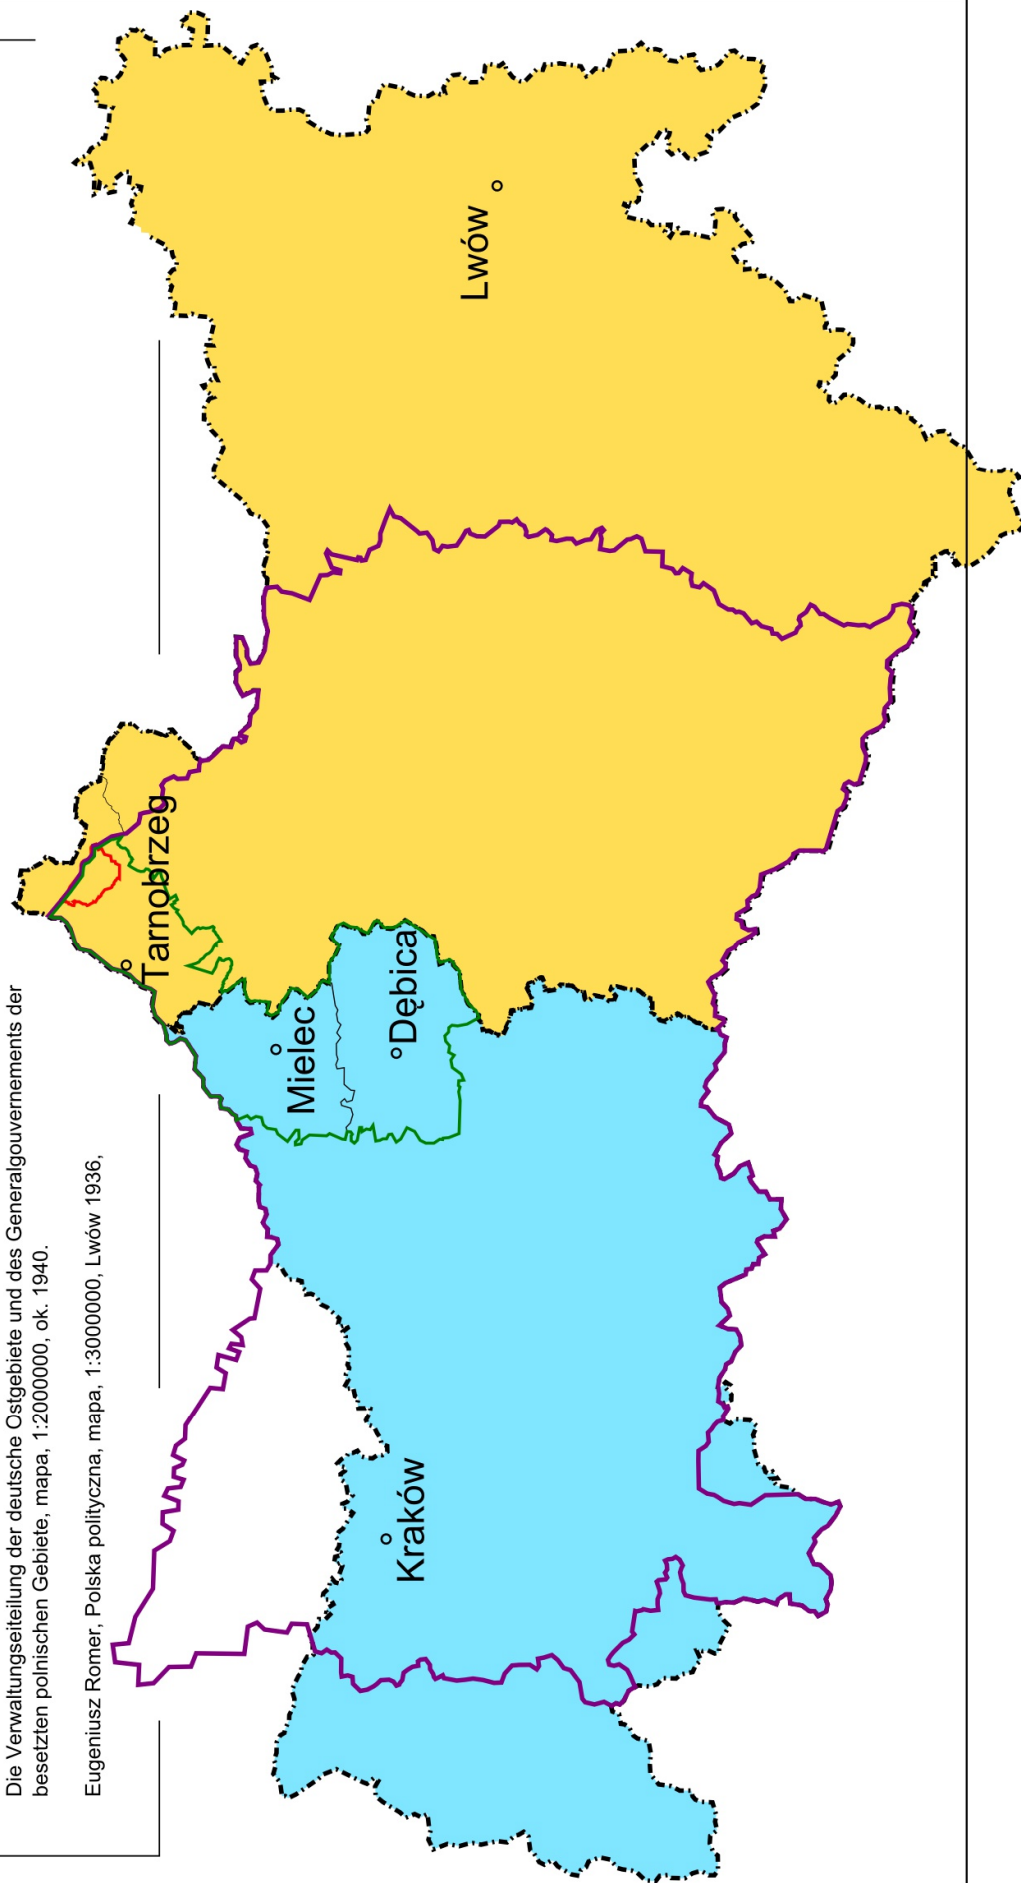 Die Verwaltungseiteilung der deutsche Ostgebiete und des Generalgouvernements der
besetzten polnischen Gebiete, mapa, 1:2000000, ok. 1940.
Eugeniusz Romer, Polska polityczna, mapa, 1:3000000, Lwów 1936,
Tarnobrzeg
Mielec
Dębica
Kraków
Lwów